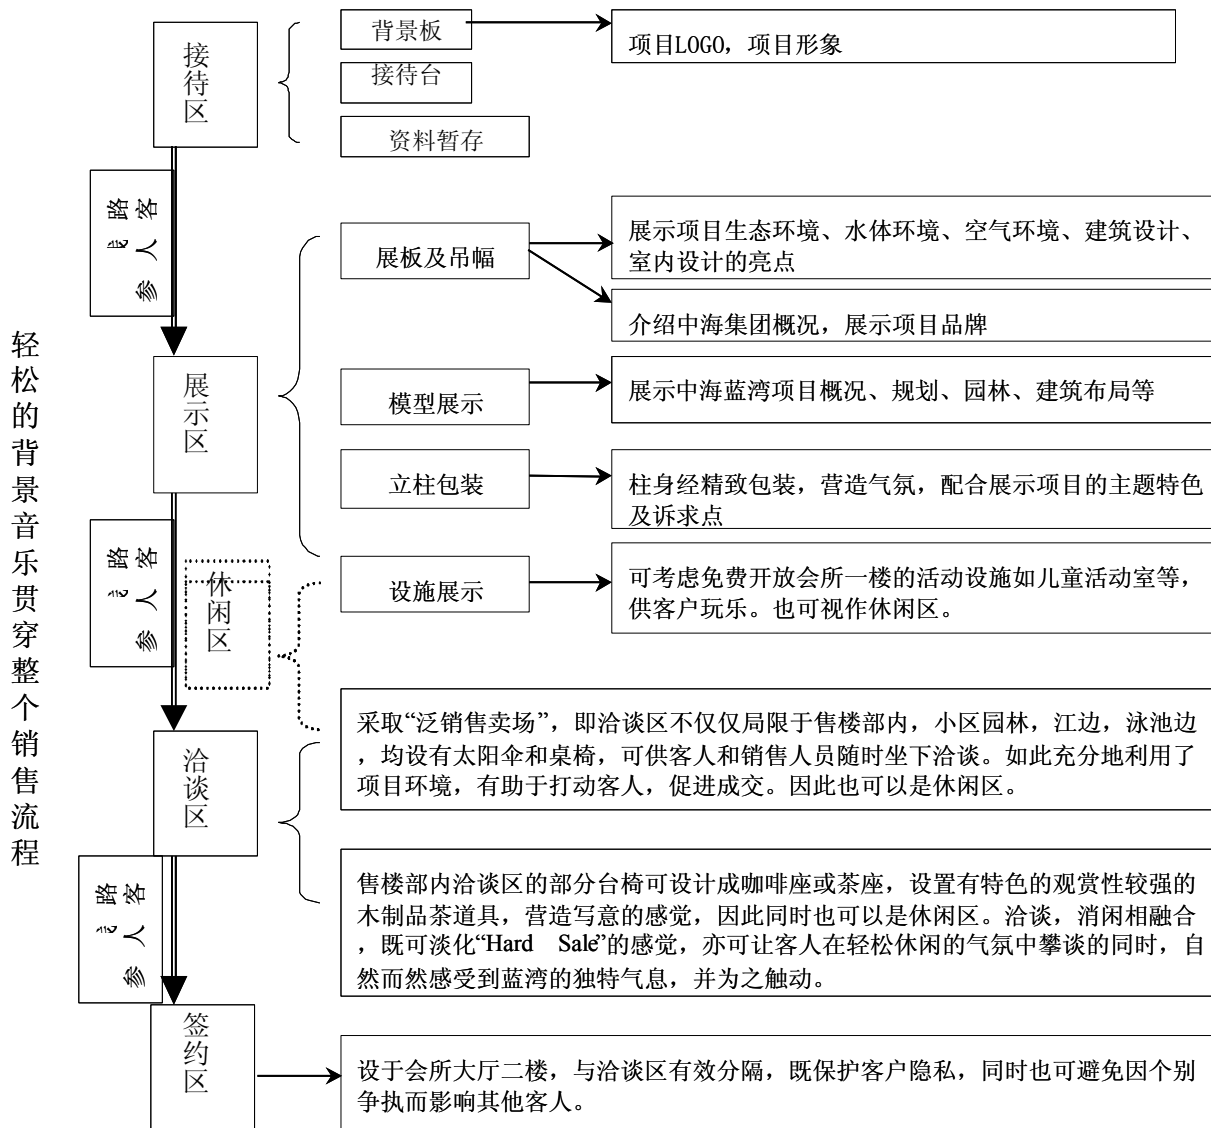 轻松的背景音乐贯穿整个销售流程
接待区
背景板
项目LOGO，项目形象
接待台
资料暂存
客人
路
参
展示区
展板及吊幅
展示项目生态环境、水体环境、空气环境、建筑设计、
室内设计的亮点
介绍中海集团概况，展示项目品牌
模型展示
展示中海蓝湾项目概况、规划、园林、建筑布局等
立柱包装
柱身经精致包装，营造气氛，配合展示项目的主题特色
及诉求点
设施展示
可考虑免费开放会所一楼的活动设施如儿童活动室等，
供客户玩乐。也可视作休闲区。
客人
路
参
休闲区
洽谈区
采取“泛销售卖场”，即洽谈区不仅仅局限于售楼部内，小区园林，江边，泳池边
，均设有太阳伞和桌椅，可供客人和销售人员随时坐下洽谈。如此充分地利用了
项目环境，有助于打动客人，促进成交。因此也可以是休闲区。
售楼部内洽谈区的部分台椅可设计成咖啡座或茶座，设置有特色的观赏性较强的
木制品茶道具，营造写意的感觉，因此同时也可以是休闲区。洽谈，消闲相融合
，既可淡化“Hard Sale”的感觉，亦可让客人在轻松休闲的气氛中攀谈的同时，自
然而然感受到蓝湾的独特气息，并为之触动。
客人
路
参
签约区
设于会所大厅二楼，与洽谈区有效分隔，既保护客户隐私，同时也可避免因个别
争执而影响其他客人。